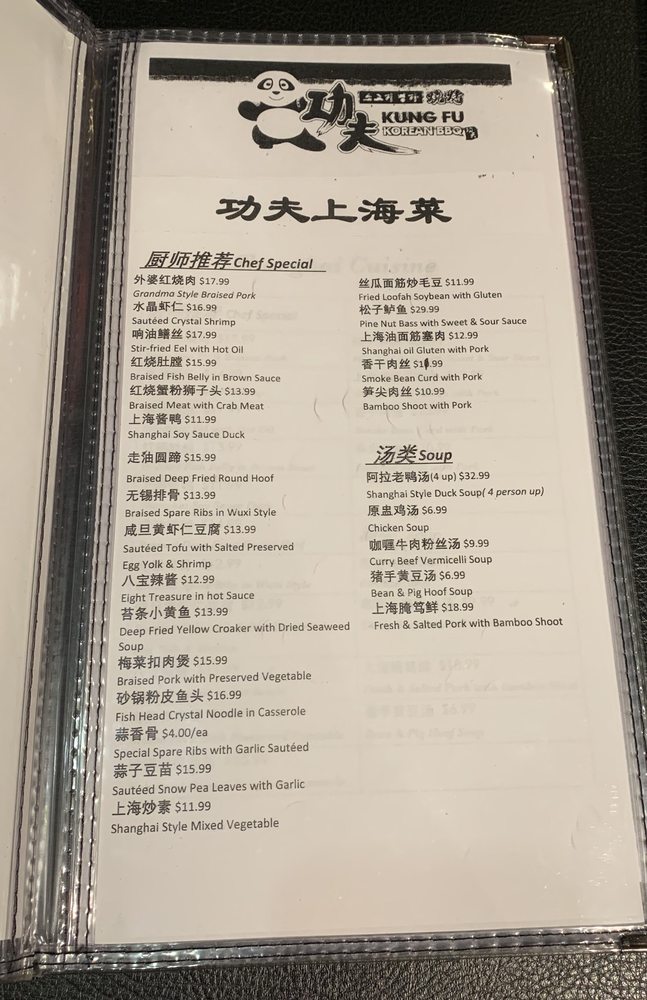 功夫
숯불구이 전문 烧烤
KUNG FU
KOREAN BBQ
功夫上海菜
厨师推荐 Chef Special
外婆红烧肉 $17.99
Grandma Style Braised Pork
水晶虾仁 $16.99
Sautéed Crystal Shrimp
响油鳝丝 $17.99
Stir-fried Eel with Hot Oil
红烧肚膛 $15.99
Braised Fish Belly in Brown Sauce
红烧蟹粉狮子头 $13.99
Braised Meat with Crab Meat
上海酱鸭 $11.99
Shanghai Soy Sauce Duck
走油圆蹄 $15.99
Braised Deep Fried Round Hoof
无锡排骨 $13.99
Braised Spare Ribs in Wuxi Style
咸旦黄虾仁豆腐 $13.99
Sautéed Tofu with Salted Preserved
Egg Yolk & Shrimp
八宝辣酱 $12.99
Eight Treasure in hot Sauce
苔条小黄鱼 $13.99
Deep Fried Yellow Croaker with Dried Seaweed
Soup
梅菜扣肉煲 $15.99
Braised Pork with Preserved Vegetable
砂锅粉皮鱼头 $16.99
Fish Head Crystal Noodle in Casserole
蒜香骨 $4.00/ea
Special Spare Ribs with Garlic Sautéed
蒜子豆苗 $15.99
Sautéed Snow Pea Leaves with Garlic
上海炒素 $11.99
Shanghai Style Mixed Vegetable
丝瓜面筋炒毛豆 $11.99
Fried Loofah Soybean with Gluten
松子鲈鱼 $29.99
Pine Nut Bass with Sweet & Sour Sauce
上海油面筋塞肉 $12.99
Shanghai oil Gluten with Pork
香干肉丝
Smoke Bean Curd with Pork
笋尖肉丝 $10.99
Bamboo Shoot with Pork
汤类 Soup
阿拉老鸭汤(4 up) $32.99
Shanghai Style Duck Soup( 4 person up)
原盅鸡汤 $6.99
Chicken Soup
咖喱牛肉粉丝汤 $9.99
Curry Beef Vermicelli Soup
猪手黄豆汤 $6.99
Bean & Pig Hoof Soup
上海腌笃鲜 $18.99
Fresh & Salted Pork with Bamboo Shoot